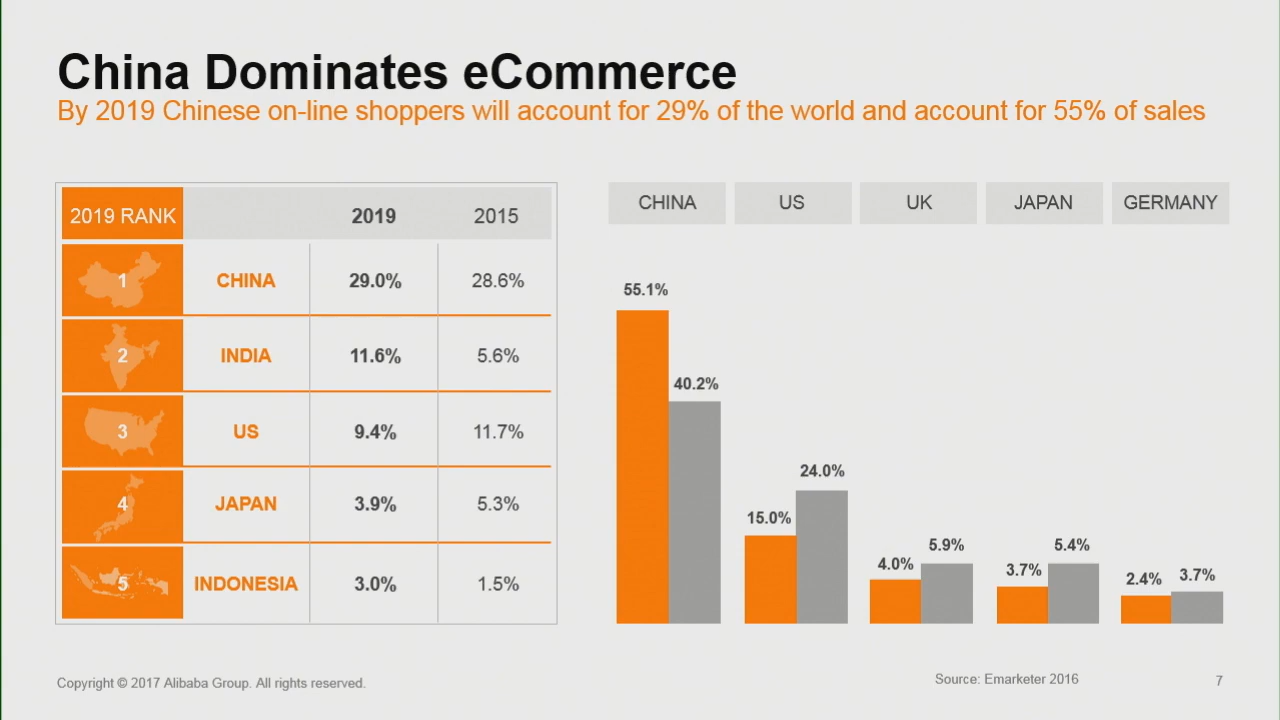 China Dominates eCommerce
By 2019 Chinese on-line shoppers will account for 29% of the world and account for 55% of sales
2019 RANK 2019 2015
1 CHINA 29.0% 28.6%
2 INDIA 11.6% 5.6%
3 US 9.4% 11.7%
4 JAPAN 3.9% 5.3%
5 INDONESIA 3.0% 1.5%
CHINA US UK JAPAN GERMANY
55.1%
40.2%
15.0%
24.0%
4.0%
5.9%
3.7%
5.4%
2.4%
3.7%
Copyright © 2017 Alibaba Group. All rights reserved.
Source: Emarketer 2016
7